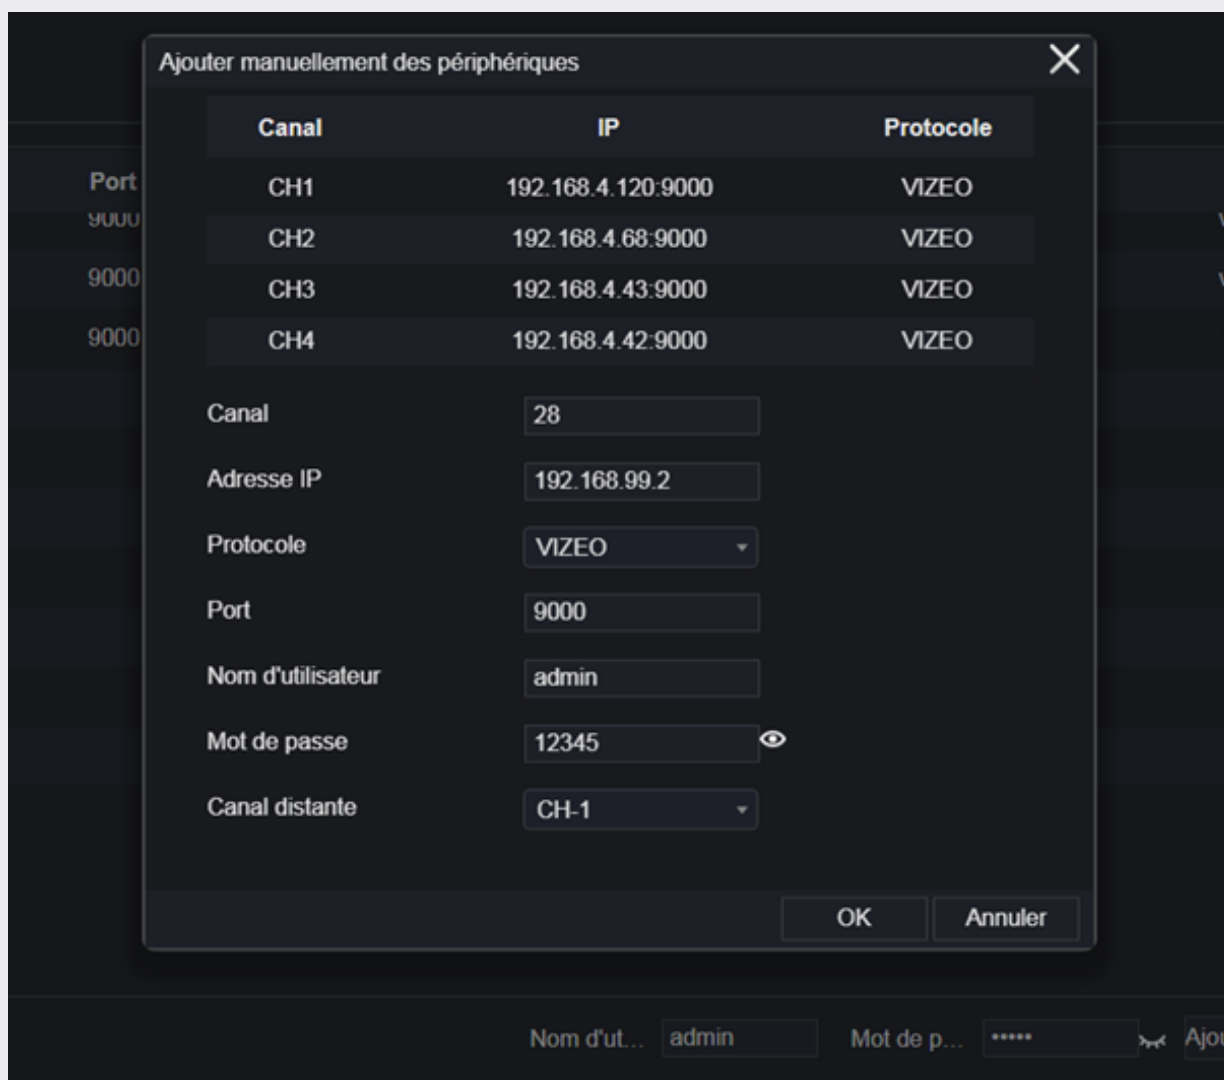 Ajouter manuellement des périphériques
Canal IP Protocole
Port
CH1 192.168.4.120:9000 VIZEO
9000
CH2 192.168.4.68:9000 VIZEO
9000
CH3 192.168.4.43:9000 VIZEO
9000
CH4 192.168.4.42:9000 VIZEO
Canal 28
Adresse IP 192.168.99.2
Protocole VIZEO
Port 9000
Nom d'utilisateur admin
Mot de passe 12345
Canal distante CH-1
OK Annuler
Nom d'ut... admin Mot de p... •••••